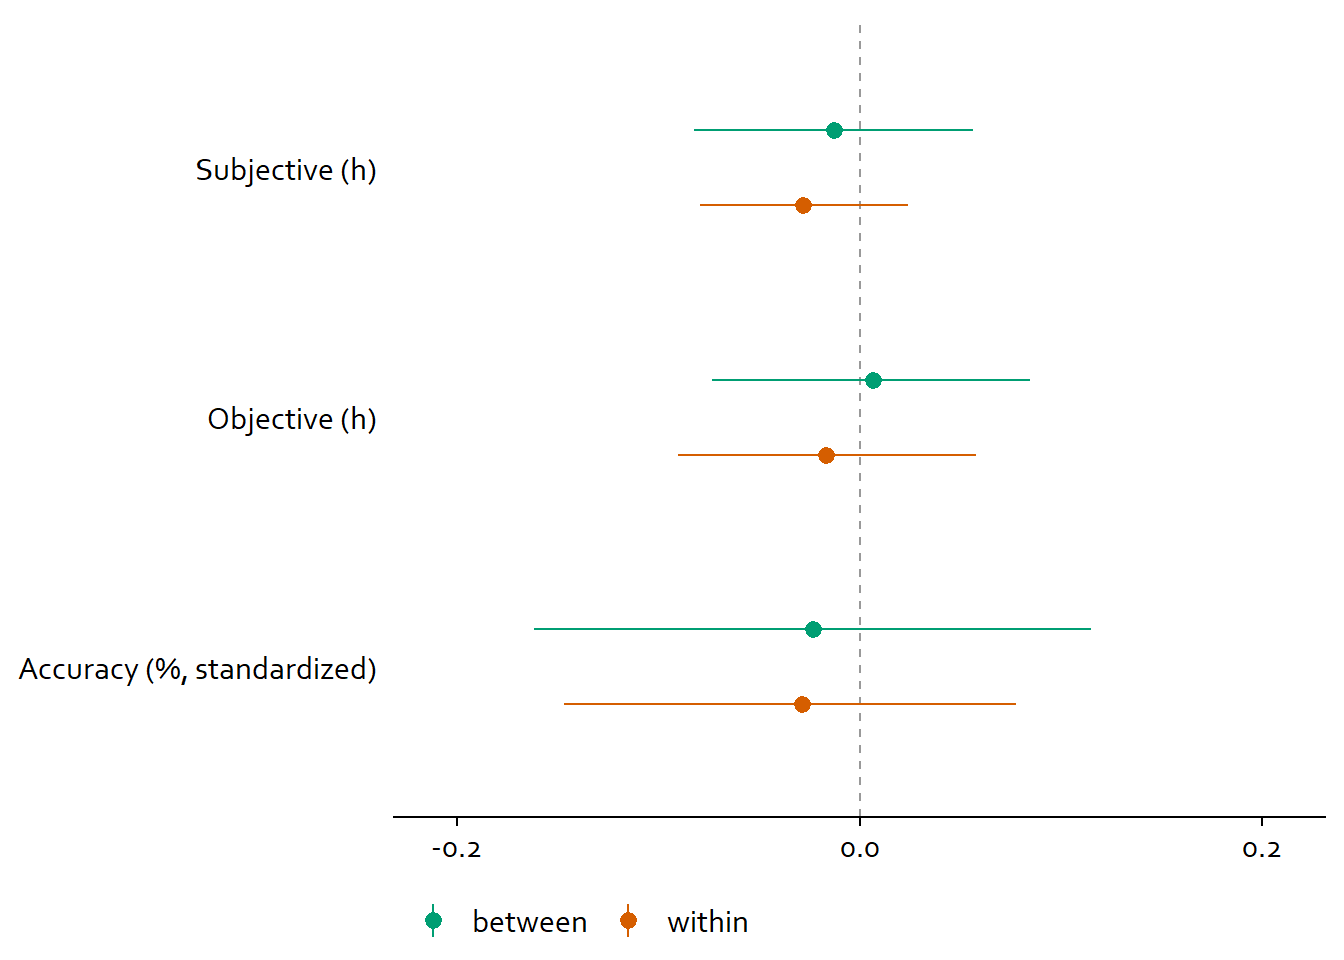 Subjective (h)
Objective (h)
Accuracy (%, standardized)
-0.2 0.0 0.2
between within